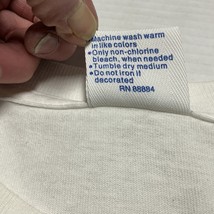 Machine wash warm
in like colors
•Only non-chlorine
bleach, when needed
•Tumble dry medium
•Do not iron if
decorated
RN 88884